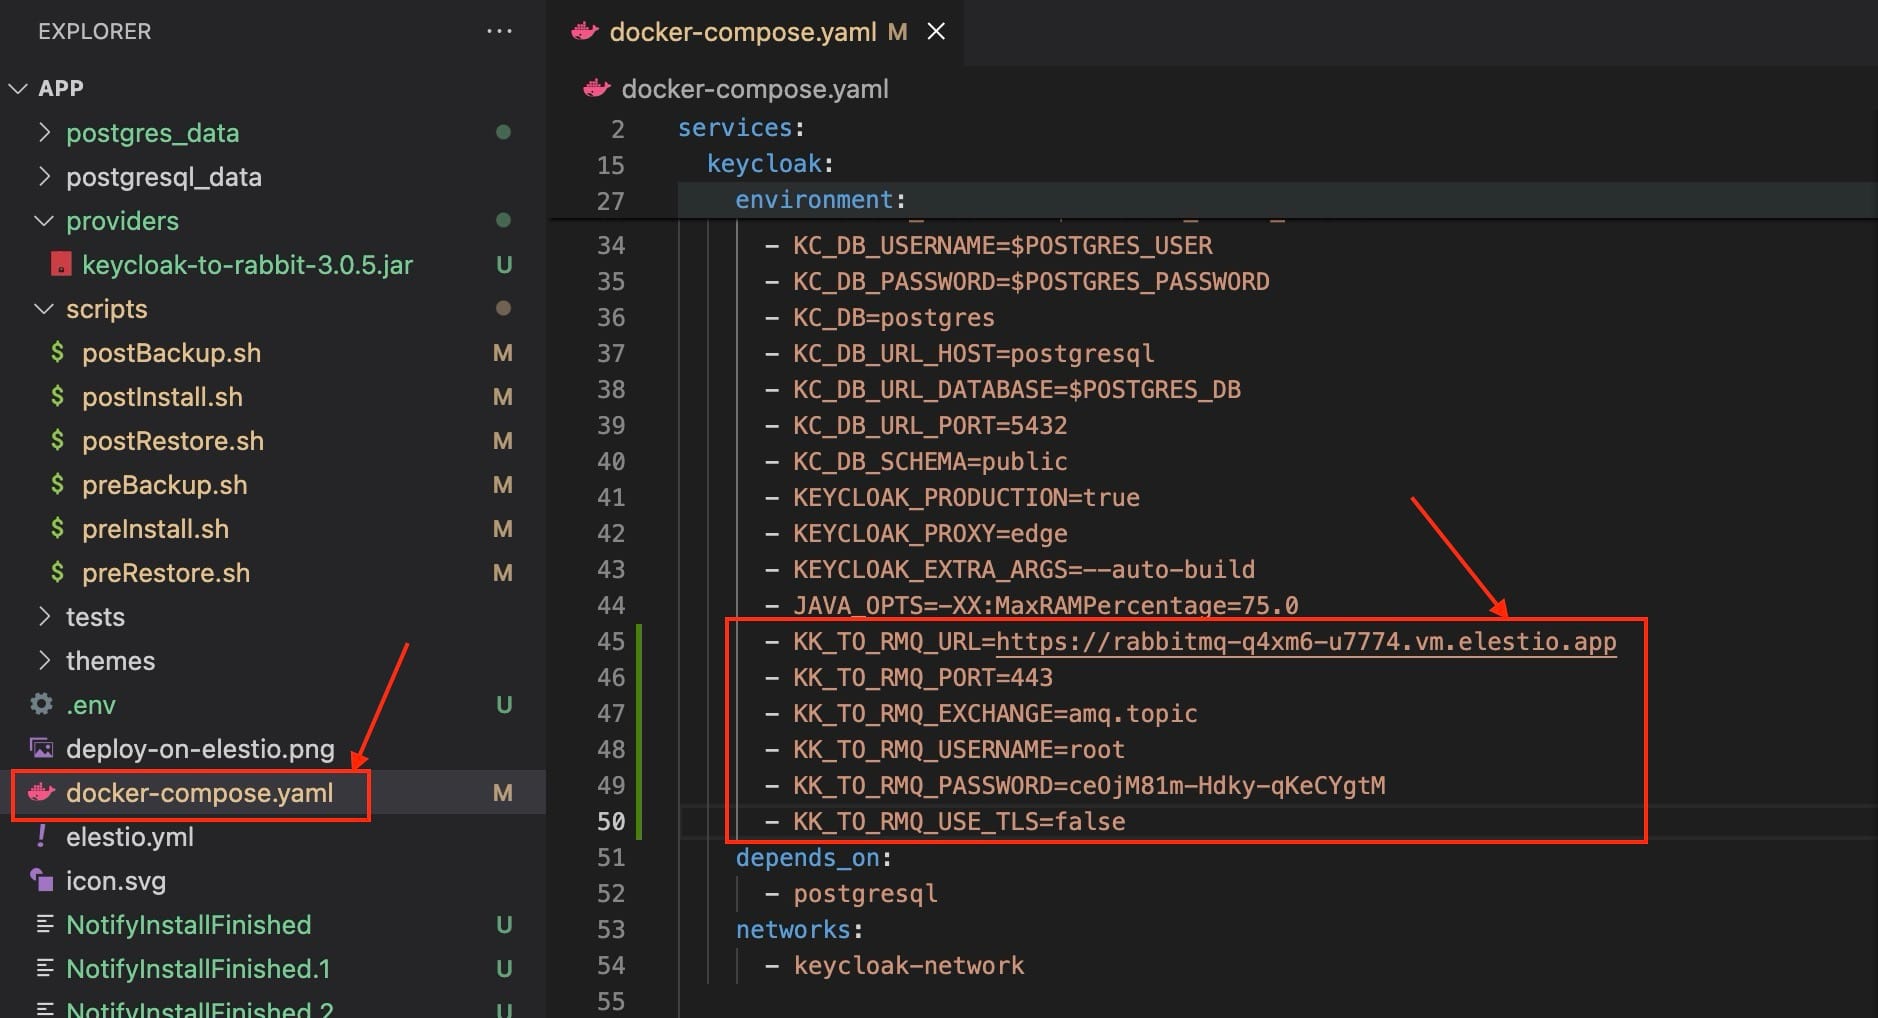 EXPLORER
APP
postgres_data
postgresql_data
providers
keycloak-to-rabbit-3.0.5.jar U
scripts
$ postBackup.sh M
$ postInstall.sh M
$ postRestore.sh M
$ preBackup.sh M
$ preInstall.sh M
$ preRestore.sh M
tests
themes
.env U
deploy-on-elestio.png
docker-compose.yaml M
! elestio.yml
icon.svg
NotifyInstallFinished U
NotifyInstallFinished.1 U
NotifyInstallFinished.2 U
docker-compose.yaml M
docker-compose.yaml
2 services:
15 keycloak:
27 environment:
34 - KC_DB_USERNAME=$POSTGRES_USER
35 - KC_DB_PASSWORD=$POSTGRES_PASSWORD
36 - KC_DB=postgres
37 - KC_DB_URL_HOST=postgresql
38 - KC_DB_URL_DATABASE=$POSTGRES_DB
39 - KC_DB_URL_PORT=5432
40 - KC_DB_SCHEMA=public
41 - KEYCLOAK_PRODUCTION=true
42 - KEYCLOAK_PROXY=edge
43 - KEYCLOAK_EXTRA_ARGS=--auto-build
44 - JAVA_OPTS=-XX:MaxRAMPercentage=75.0
45 - KK_TO_RMQ_URL=https://rabbitmq-q4xm6-u7774.vm.elestio.app
46 - KK_TO_RMQ_PORT=443
47 - KK_TO_RMQ_EXCHANGE=amq.topic
48 - KK_TO_RMQ_USERNAME=root
49 - KK_TO_RMQ_PASSWORD=ceOjM81m-Hdky-qKeCYgtM
50 - KK_TO_RMQ_USE_TLS=false
51 depends_on:
52 - postgresql
53 networks:
54 - keycloak-network
55